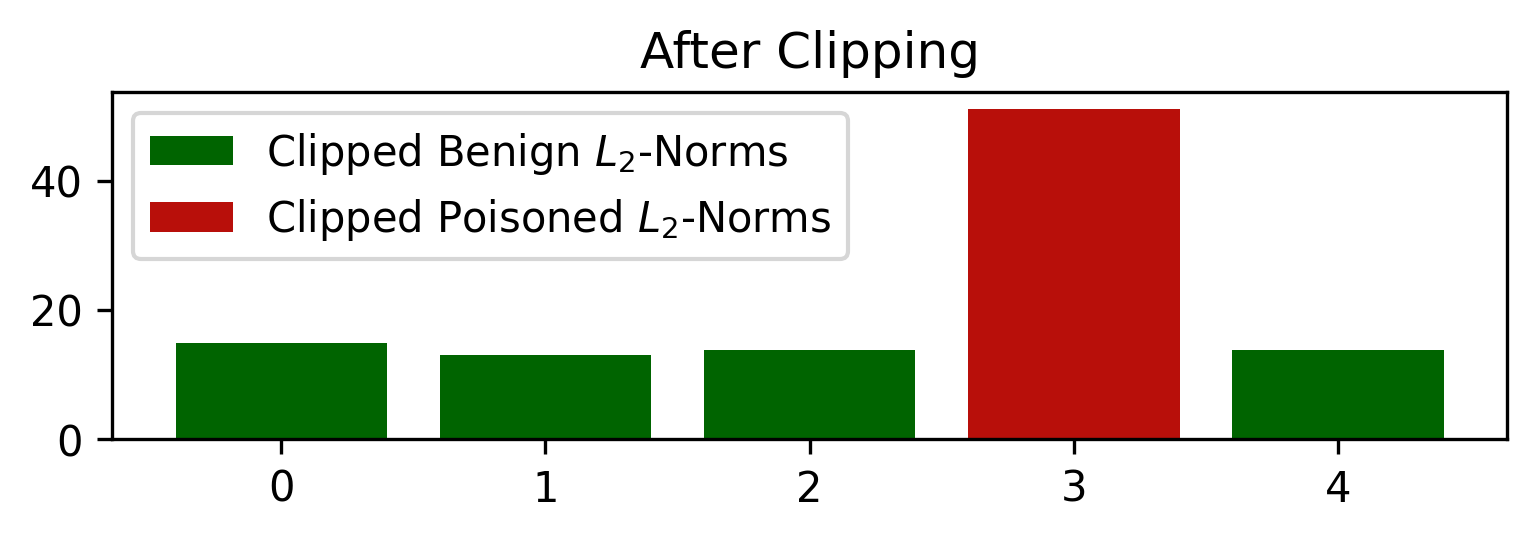 After Clipping
Clipped Benign L₂-Norms
Clipped Poisoned L₂-Norms
40
20
0
0 1 2 3 4